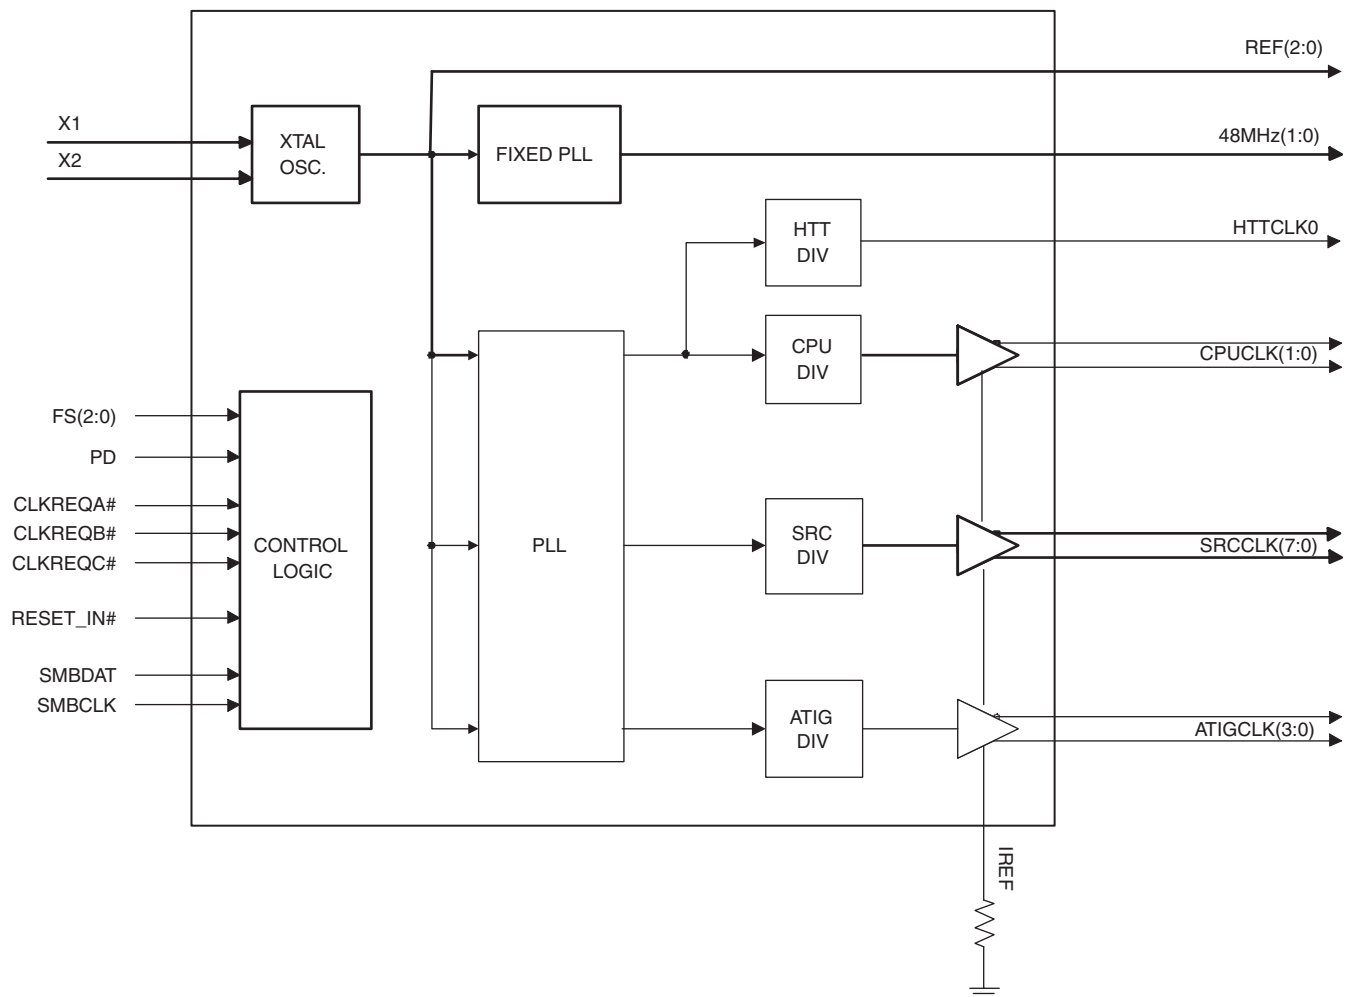 REF(2:0)
X1
XTAL
OSC.
FIXED PLL
48MHz(1:0)
X2
HTT
DIV
HTTCLK0
CPU
DIV
CPUCLK(1:0)
FS(2:0)
PD
CLKREQA#
CLKREQB#
CLKREQC#
RESET_IN#
SMBDAT
SMBCLK
CONTROL
LOGIC
PLL
SRC
DIV
SRCCLK(7:0)
ATIG
DIV
ATIGCLK(3:0)
IREF